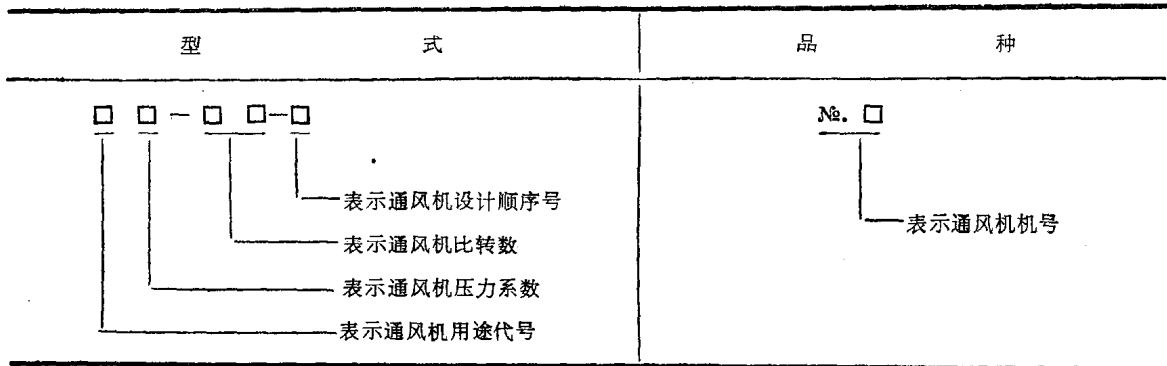 型 式 品 种
□ □ — □ □—□ №. □
表示通风机设计顺序号
表示通风机机号
表示通风机比转数
表示通风机压力系数
表示通风机用途代号